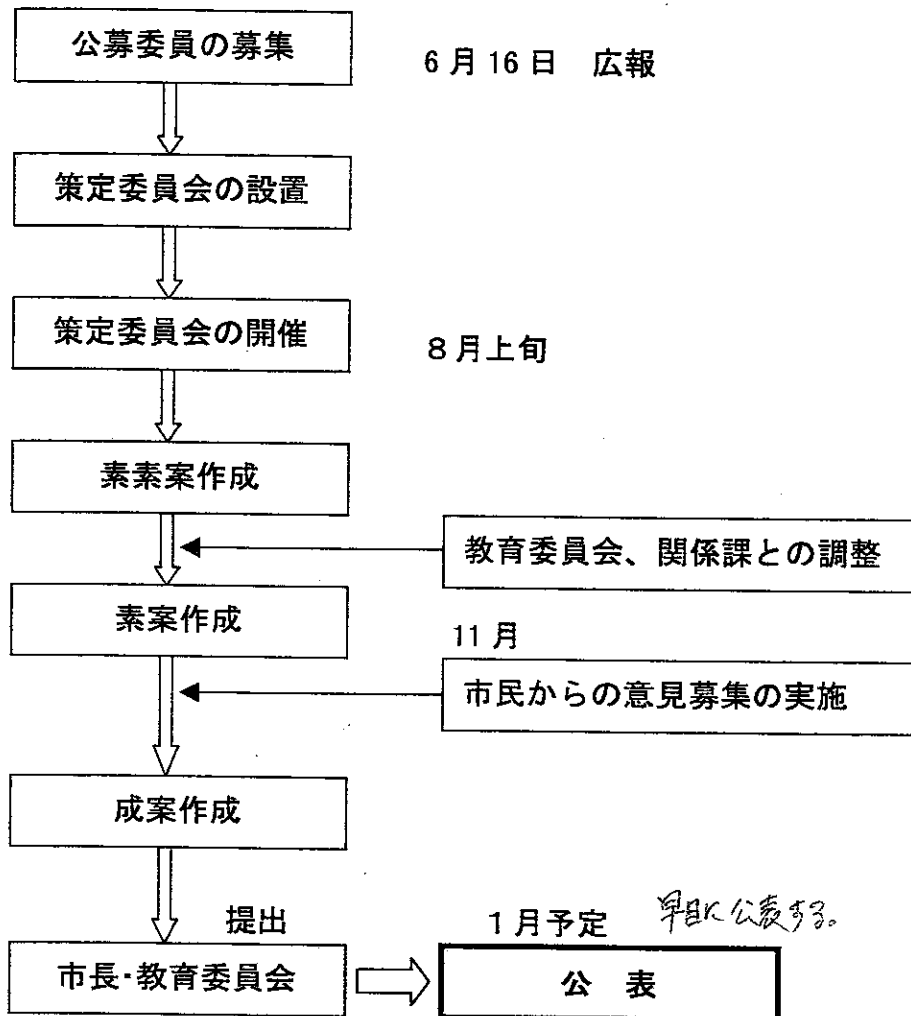 公募委員の募集
6月16日 広報
策定委員会の設置
策定委員会の開催
8月上旬
素素案作成
教育委員会、関係課との調整
素案作成
11月
市民からの意見募集の実施
成案作成
提出
1月予定 早目に公表する。
市長・教育委員会
公 表